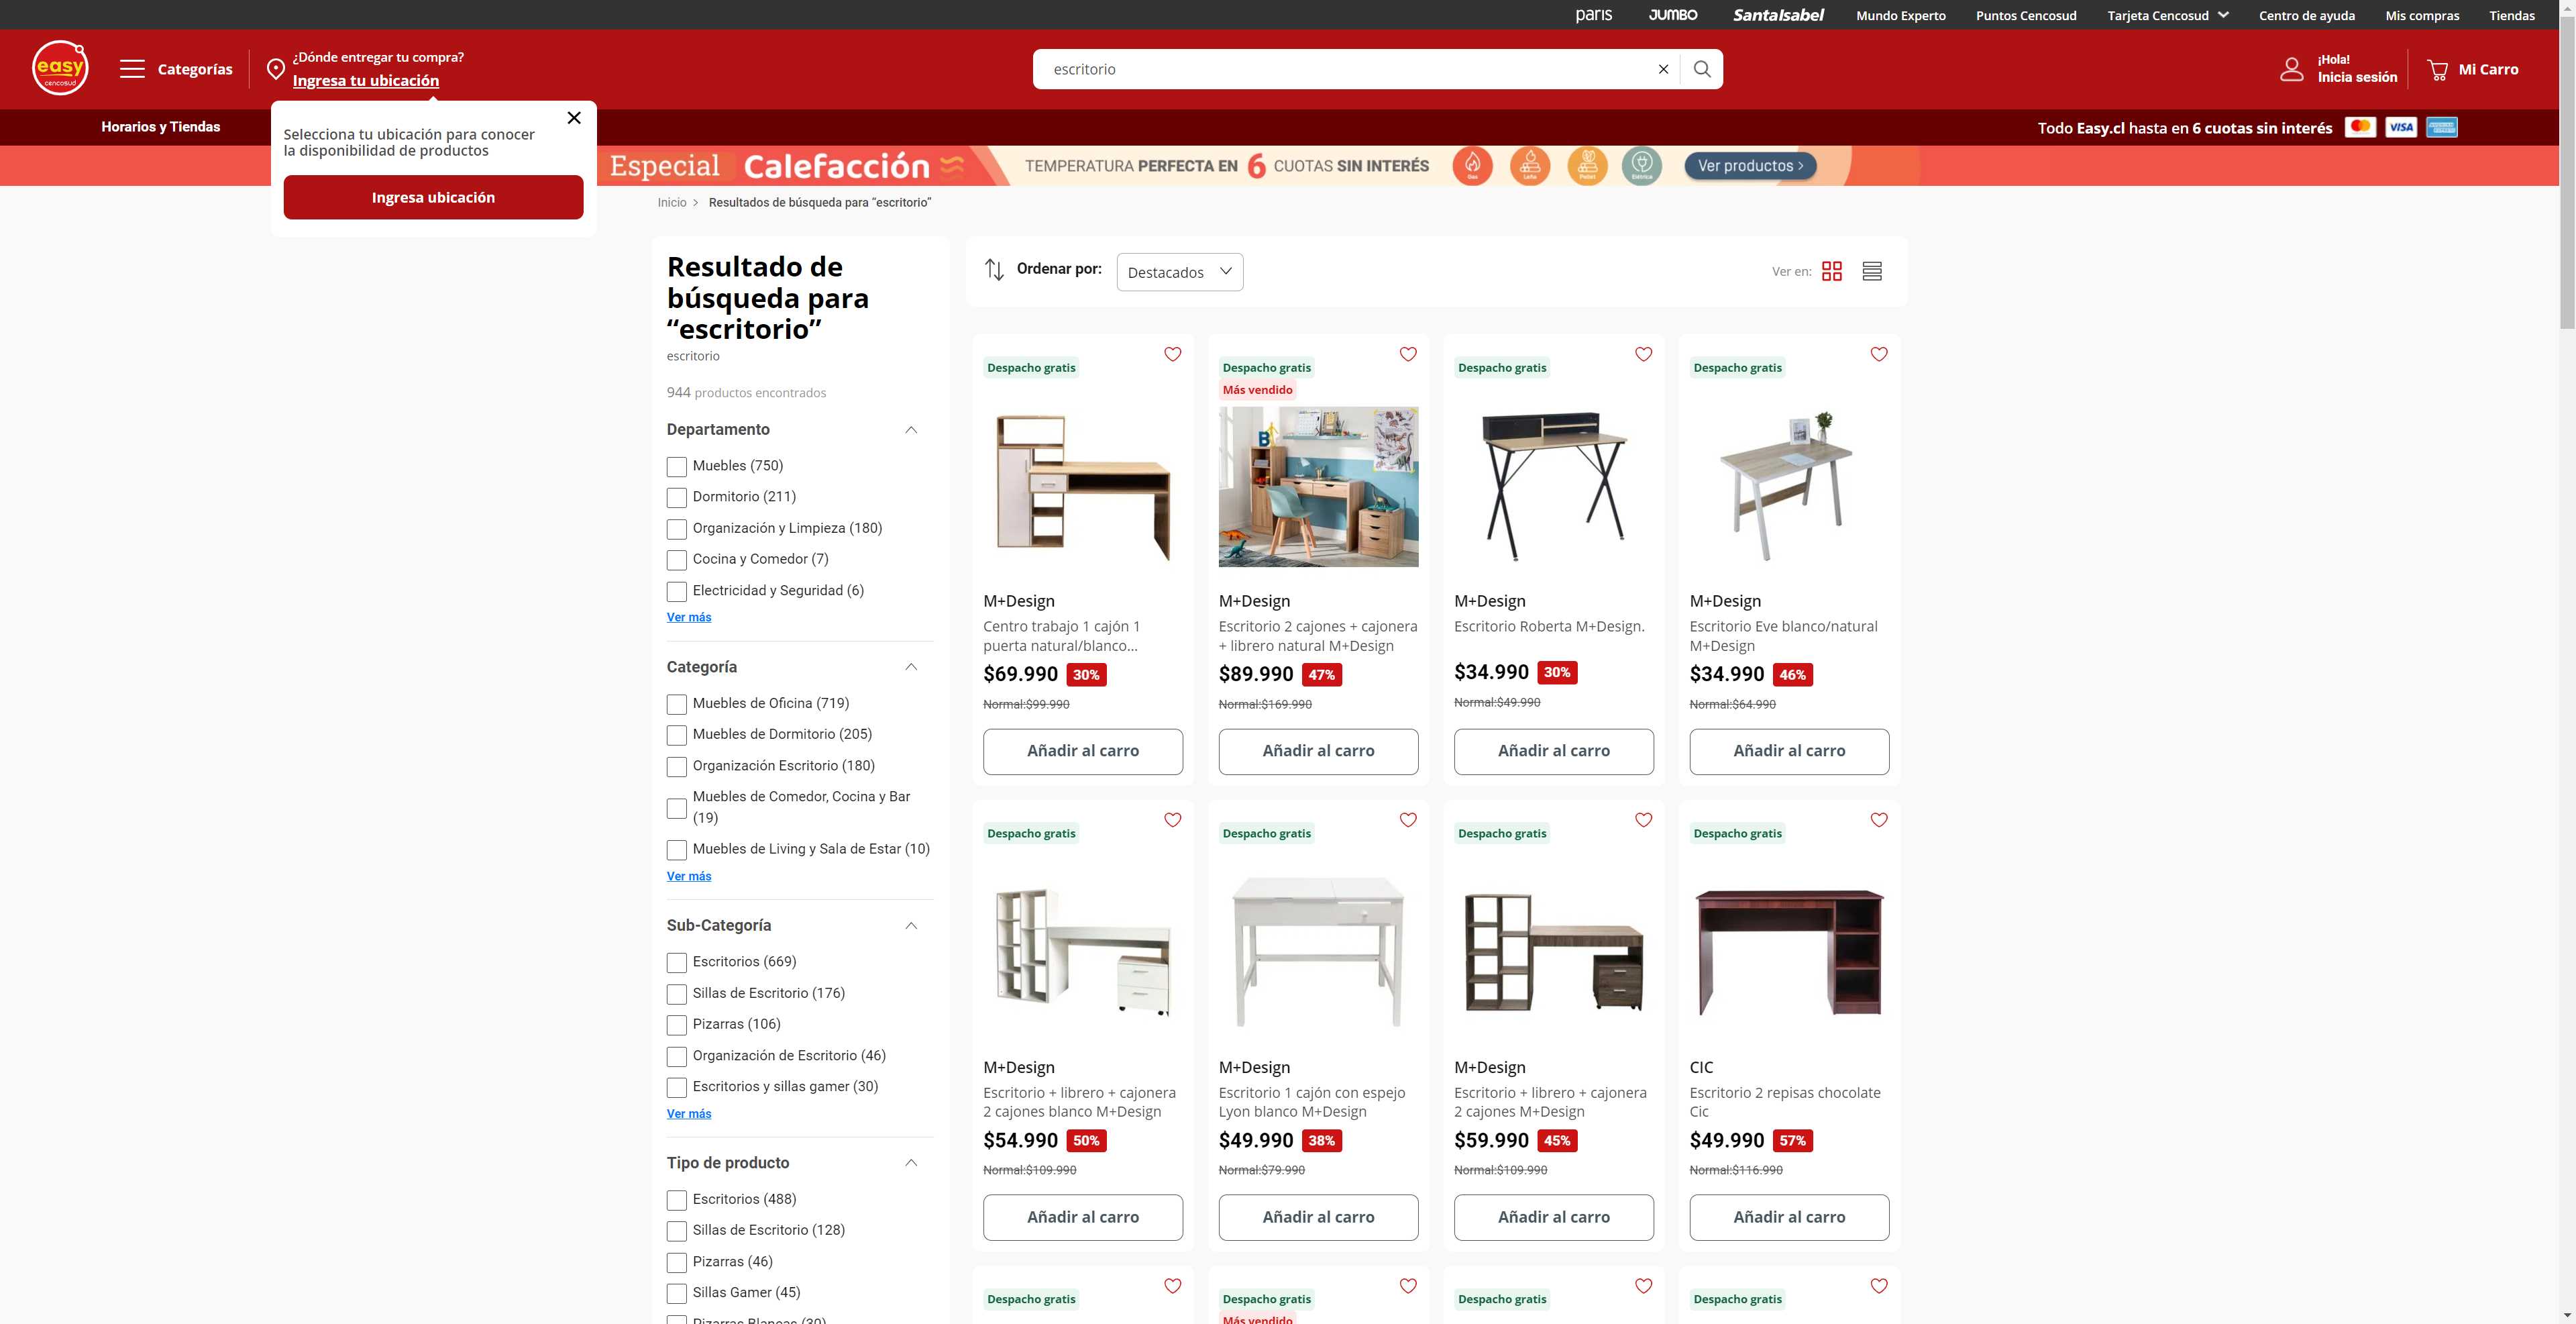 paris
JUMBO
SantaIsabel
Mundo Experto
Puntos Cencosud
Tarjeta Cencosud
Centro de ayuda
Mis compras
Tiendas
easy
cencosud
Categorías
¿Dónde entregar tu compra?
Ingresa tu ubicación
escritorio
¡Hola!
Inicia sesión
Mi Carro
Horarios y Tiendas
Selecciona tu ubicación para conocer
la disponibilidad de productos
Ingresa ubicación
Todo Easy.cl hasta en 6 cuotas sin interés
VISA
Especial Calefacción
TEMPERATURA PERFECTA EN 6 CUOTAS SIN INTERÉS
Gas
Leña
Pellet
Eléctrica
Ver productos >
Inicio > Resultados de búsqueda para “escritorio”
Resultado de
búsqueda para
“escritorio”
escritorio
944 productos encontrados
Departamento
Muebles (750)
Dormitorio (211)
Organización y Limpieza (180)
Cocina y Comedor (7)
Electricidad y Seguridad (6)
Ver más
Categoría
Muebles de Oficina (719)
Muebles de Dormitorio (205)
Organización Escritorio (180)
Muebles de Comedor, Cocina y Bar
(19)
Muebles de Living y Sala de Estar (10)
Ver más
Sub-Categoría
Escritorios (669)
Sillas de Escritorio (176)
Pizarras (106)
Organización de Escritorio (46)
Escritorios y sillas gamer (30)
Ver más
Tipo de producto
Escritorios (488)
Sillas de Escritorio (128)
Pizarras (46)
Sillas Gamer (45)
Pizarras Blancas (30)
Ordenar por:
Destacados
Ver en:
Despacho gratis
M+Design
Centro trabajo 1 cajón 1
puerta natural/blanco...
$69.990 30%
Normal:$99.990
Añadir al carro
Despacho gratis
Más vendido
B
M+Design
Escritorio 2 cajones + cajonera
+ librero natural M+Design
$89.990 47%
Normal:$169.990
Añadir al carro
Despacho gratis
M+Design
Escritorio Roberta M+Design.
$34.990 30%
Normal:$49.990
Añadir al carro
Despacho gratis
M+Design
Escritorio Eve blanco/natural
M+Design
$34.990 46%
Normal:$64.990
Añadir al carro
Despacho gratis
M+Design
Escritorio + librero + cajonera
2 cajones blanco M+Design
$54.990 50%
Normal:$109.990
Añadir al carro
Despacho gratis
M+Design
Escritorio 1 cajón con espejo
Lyon blanco M+Design
$49.990 38%
Normal:$79.990
Añadir al carro
Despacho gratis
M+Design
Escritorio + librero + cajonera
2 cajones M+Design
$59.990 45%
Normal:$109.990
Añadir al carro
Despacho gratis
CIC
Escritorio 2 repisas chocolate
Cic
$49.990 57%
Normal:$116.990
Añadir al carro
Despacho gratis
Despacho gratis
Más vendido
Despacho gratis
Despacho gratis